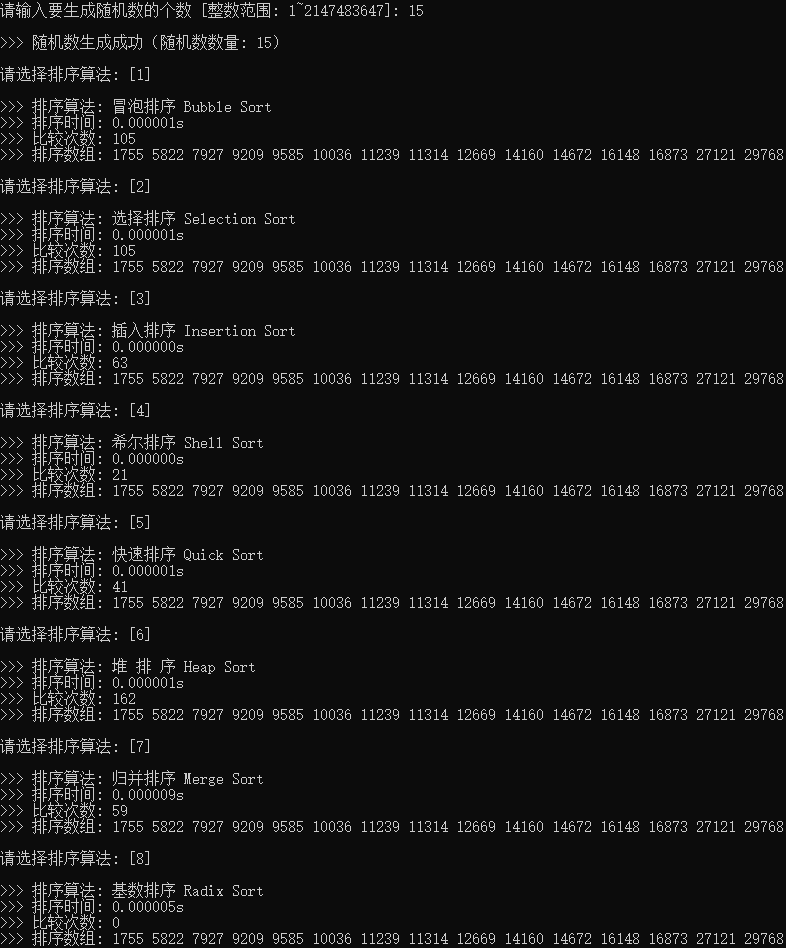 请输入要生成随机数的个数 [整数范围: 1~2147483647]: 15
>>> 随机数生成成功（随机数数量: 15）
请选择排序算法: [1]
>>> 排序算法: 冒泡排序 Bubble Sort
>>> 排序时间: 0.000001s
>>> 比较次数: 105
>>> 排序数组: 1755 5822 7927 9209 9585 10036 11239 11314 12669 14160 14672 16148 16873 27121 29768
请选择排序算法: [2]
>>> 排序算法: 选择排序 Selection Sort
>>> 排序时间: 0.000001s
>>> 比较次数: 105
>>> 排序数组: 1755 5822 7927 9209 9585 10036 11239 11314 12669 14160 14672 16148 16873 27121 29768
请选择排序算法: [3]
>>> 排序算法: 插入排序 Insertion Sort
>>> 排序时间: 0.000000s
>>> 比较次数: 63
>>> 排序数组: 1755 5822 7927 9209 9585 10036 11239 11314 12669 14160 14672 16148 16873 27121 29768
请选择排序算法: [4]
>>> 排序算法: 希尔排序 Shell Sort
>>> 排序时间: 0.000000s
>>> 比较次数: 21
>>> 排序数组: 1755 5822 7927 9209 9585 10036 11239 11314 12669 14160 14672 16148 16873 27121 29768
请选择排序算法: [5]
>>> 排序算法: 快速排序 Quick Sort
>>> 排序时间: 0.000001s
>>> 比较次数: 41
>>> 排序数组: 1755 5822 7927 9209 9585 10036 11239 11314 12669 14160 14672 16148 16873 27121 29768
请选择排序算法: [6]
>>> 排序算法: 堆 排 序 Heap Sort
>>> 排序时间: 0.000001s
>>> 比较次数: 162
>>> 排序数组: 1755 5822 7927 9209 9585 10036 11239 11314 12669 14160 14672 16148 16873 27121 29768
请选择排序算法: [7]
>>> 排序算法: 归并排序 Merge Sort
>>> 排序时间: 0.000009s
>>> 比较次数: 59
>>> 排序数组: 1755 5822 7927 9209 9585 10036 11239 11314 12669 14160 14672 16148 16873 27121 29768
请选择排序算法: [8]
>>> 排序算法: 基数排序 Radix Sort
>>> 排序时间: 0.000005s
>>> 比较次数: 0
>>> 排序数组: 1755 5822 7927 9209 9585 10036 11239 11314 12669 14160 14672 16148 16873 27121 29768